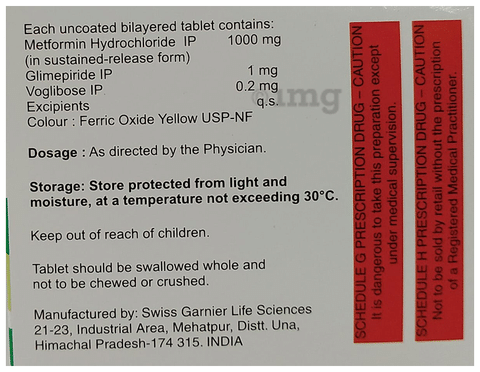 Each uncoated bilayered tablet contains:
Metformin Hydrochloride IP 1000 mg
(in sustained-release form)
Glimepiride IP 1 mg
Voglibose IP 0.2 mg
Excipients q.s.
Colour : Ferric Oxide Yellow USP-NF
Dosage : As directed by the Physician.
Storage: Store protected from light and
moisture, at a temperature not exceeding 30°C.
Keep out of reach of children.
Tablet should be swallowed whole and
not to be chewed or crushed.
Manufactured by: Swiss Garnier Life Sciences
21-23, Industrial Area, Mehatpur, Distt. Una,
Himachal Pradesh-174 315. INDIA
SCHEDULE G PRESCRIPTION DRUG – CAUTION
It is dangerous to take this preparation except
under medical supervision.
SCHEDULE H PRESCRIPTION DRUG – CAUTION
Not to be sold by retail without the prescription
of a Registered Medical Practitioner.